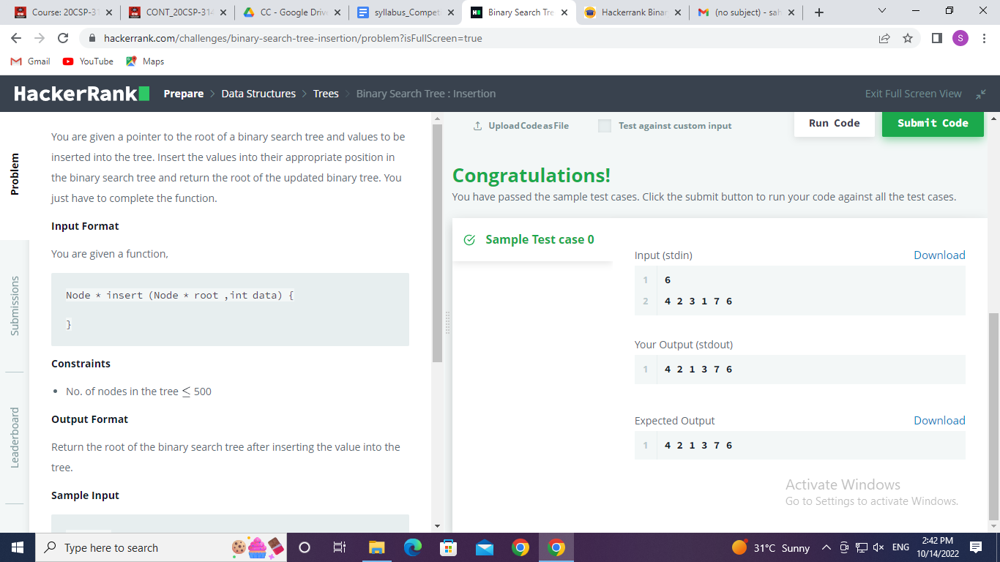 Course: 20CSP-31
CONT_20CSP-314
CC - Google Drive
syllabus_Competi
Binary Search Tre
Hackerrank Binar
(no subject) - sah
hackerrank.com/challenges/binary-search-tree-insertion/problem?isFullScreen=true
S
Gmail
YouTube
Maps
HackerRank
Prepare > Data Structures > Trees > Binary Search Tree : Insertion
Exit Full Screen View
Problem
Submissions
Leaderboard
You are given a pointer to the root of a binary search tree and values to be
inserted into the tree. Insert the values into their appropriate position in
the binary search tree and return the root of the updated binary tree. You
just have to complete the function.
Input Format
You are given a function,
Node * insert (Node * root ,int data) {
}
Constraints
• No. of nodes in the tree ≤ 500
Output Format
Return the root of the binary search tree after inserting the value into the
tree.
Sample Input
Upload Code as File
Test against custom input
Run Code
Submit Code
Congratulations!
You have passed the sample test cases. Click the submit button to run your code against all the test cases.
Sample Test case 0
Input (stdin)
Download
1 6
2 4 2 3 1 7 6
Your Output (stdout)
1 4 2 1 3 7 6
Expected Output
Download
1 4 2 1 3 7 6
Activate Windows
Go to Settings to activate Windows.
Type here to search
31°C Sunny
ENG
2:42 PM
10/14/2022